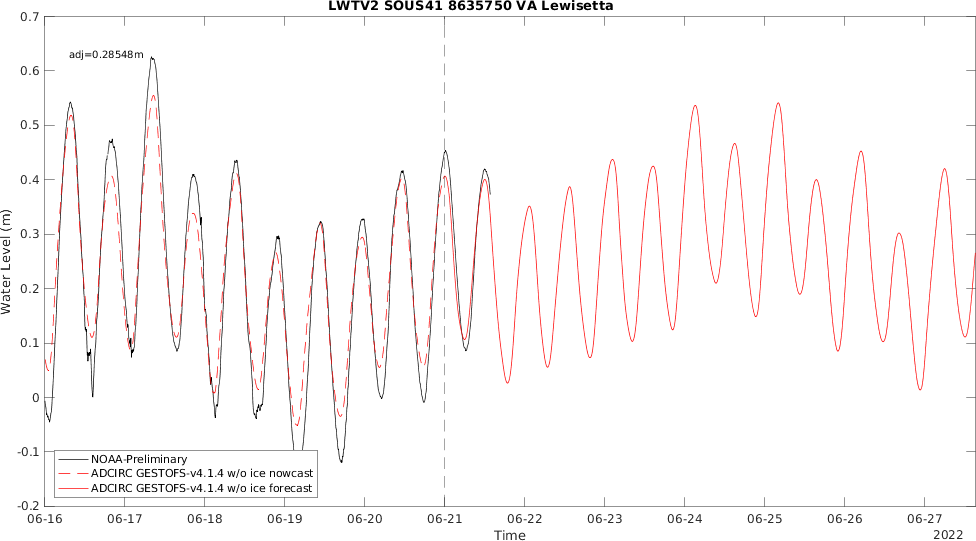 LWTV2 SOUS41 8635750 VA Lewisetta
adj=0.28548m
Water Level (m)
0.7
0.6
0.5
0.4
0.3
0.2
0.1
0
-0.1
-0.2
NOAA-Preliminary
ADCIRC GESTOFS-v4.1.4 w/o ice nowcast
ADCIRC GESTOFS-v4.1.4 w/o ice forecast
06-16 06-17 06-18 06-19 06-20 06-21 06-22 06-23 06-24 06-25 06-26 06-27
Time
2022